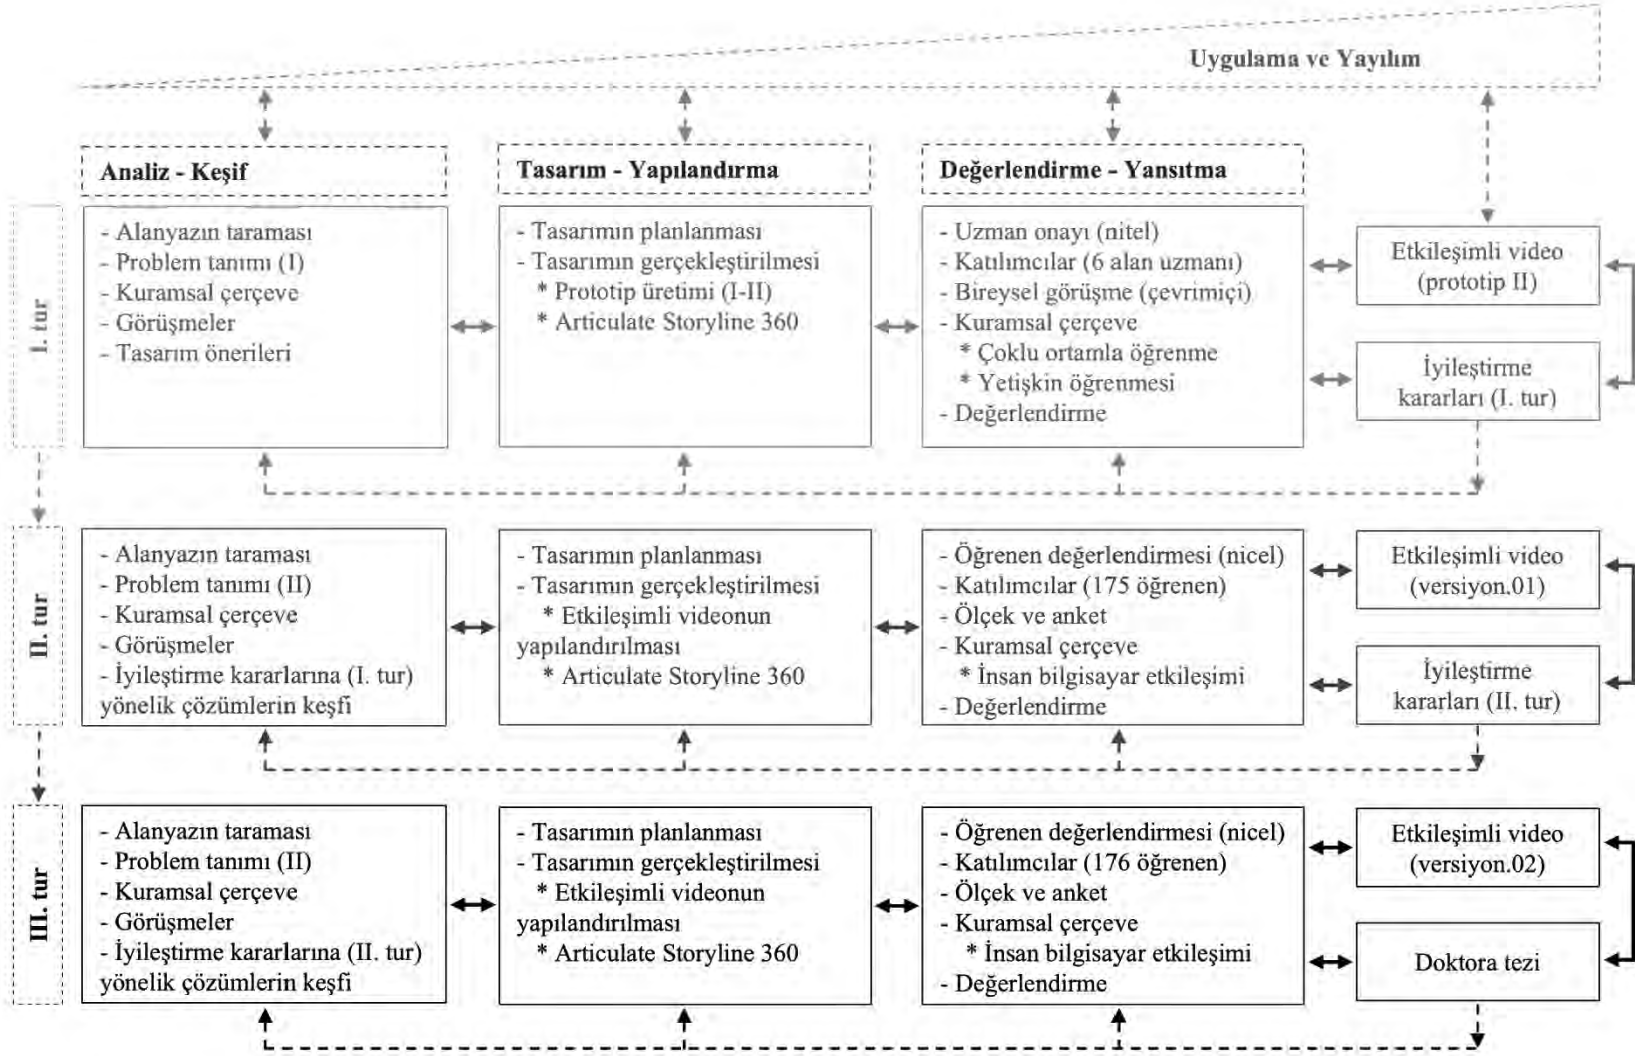 Uygulama ve Yayılım
Analiz - Keşif
Tasarım - Yapılandırma
Değerlendirme - Yansıtma
I. tur
- Alanyazın taraması
- Problem tanımı (I)
- Kuramsal çerçeve
- Görüşmeler
- Tasarım önerileri
- Tasarımın planlanması
- Tasarımın gerçekleştirilmesi
* Prototip üretimi (I-II)
* Articulate Storyline 360
- Uzman onayı (nitel)
- Katılımcılar (6 alan uzmanı)
- Bireysel görüşme (çevrimiçi)
- Kuramsal çerçeve
* Çoklu ortamla öğrenme
* Yetişkin öğrenmesi
- Değerlendirme
Etkileşimli video
(prototip II)
İyileştirme
kararları (I. tur)
II. tur
- Alanyazın taraması
- Problem tanımı (II)
- Kuramsal çerçeve
- Görüşmeler
- İyileştirme kararlarına (I. tur)
yönelik çözümlerin keşfi
- Tasarımın planlanması
- Tasarımın gerçekleştirilmesi
* Etkileşimli videonun
yapılandırılması
* Articulate Storyline 360
- Öğrenen değerlendirmesi (nicel)
- Katılımcılar (175 öğrenen)
- Ölçek ve anket
- Kuramsal çerçeve
* İnsan bilgisayar etkileşimi
- Değerlendirme
Etkileşimli video
(versiyon.01)
İyileştirme
kararları (II. tur)
III. tur
- Alanyazın taraması
- Problem tanımı (II)
- Kuramsal çerçeve
- Görüşmeler
- İyileştirme kararlarına (II. tur)
yönelik çözümlerin keşfi
- Tasarımın planlanması
- Tasarımın gerçekleştirilmesi
* Etkileşimli videonun
yapılandırılması
* Articulate Storyline 360
- Öğrenen değerlendirmesi (nicel)
- Katılımcılar (176 öğrenen)
- Ölçek ve anket
- Kuramsal çerçeve
* İnsan bilgisayar etkileşimi
- Değerlendirme
Etkileşimli video
(versiyon.02)
Doktora tezi